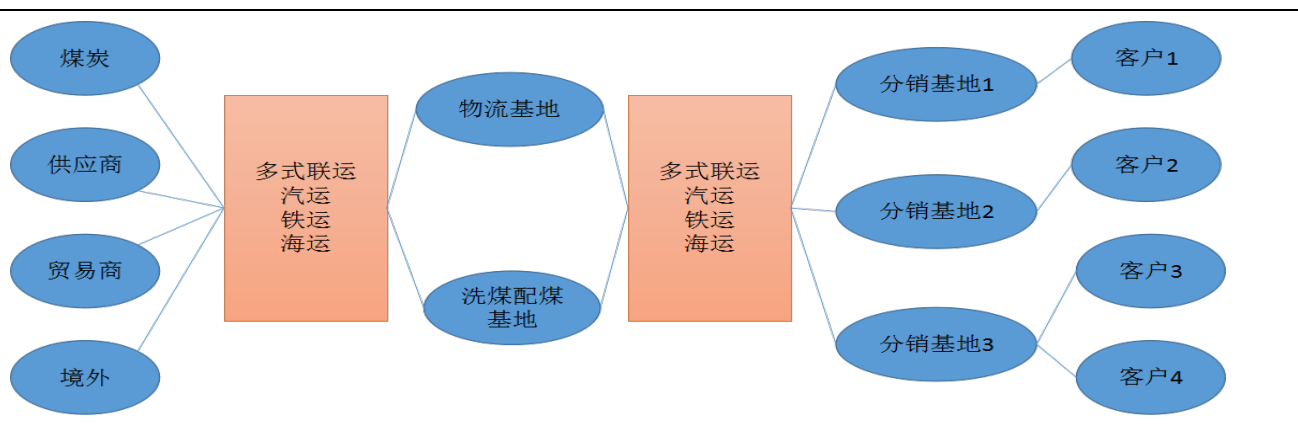 煤炭
供应商
贸易商
境外
多式联运
汽运
铁运
海运
物流基地
洗煤配煤
基地
多式联运
汽运
铁运
海运
分销基地1
分销基地2
分销基地3
客户1
客户2
客户3
客户4